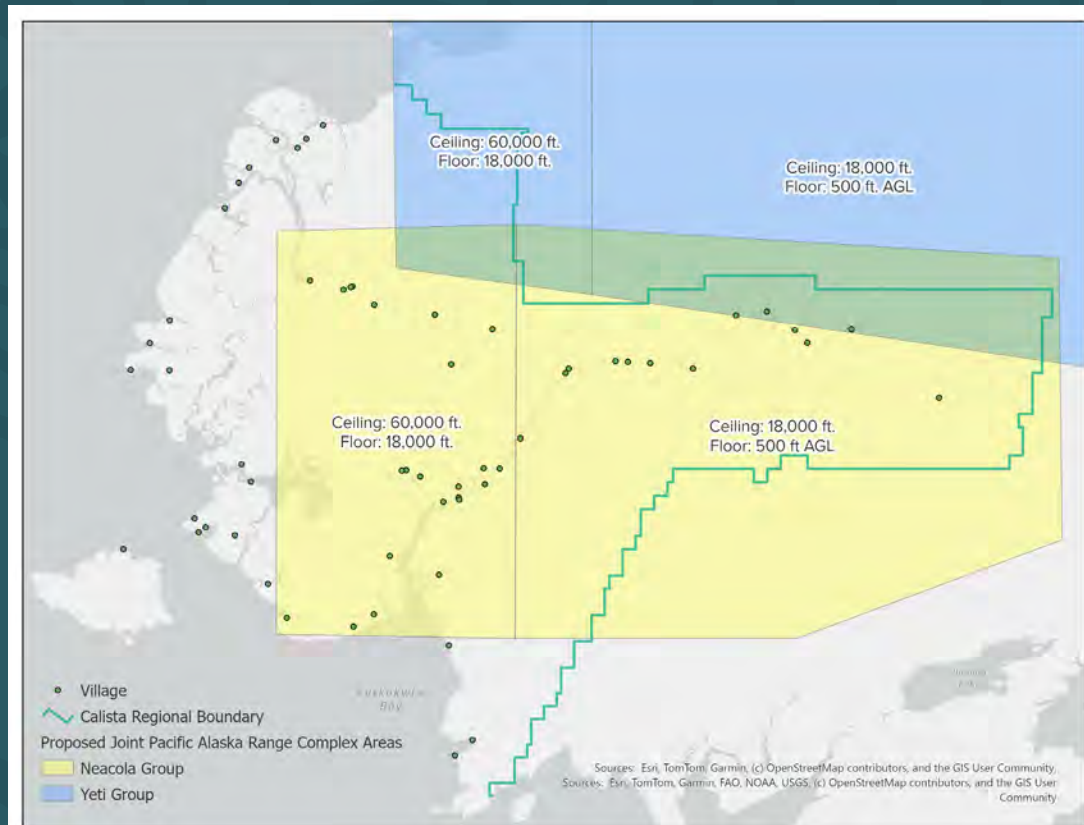 Ceiling: 60,000 ft.
Floor: 18,000 ft.
Ceiling: 18,000 ft.
Floor: 500 ft. AGL
Ceiling: 60,000 ft.
Floor: 18,000 ft.
Ceiling: 18,000 ft.
Floor: 500 ft AGL
Bay
Village
Calista Regional Boundary
Proposed Joint Pacific Alaska Range Complex Areas
Neacola Group
Yeti Group
Sources: Esri, TomTom, Garmin, (c) OpenStreetMap contributors, and the GIS User Community,
Sources: Esri, TomTom, Garmin, FAO, NOAA, USGS, (c) OpenStreetMap contributors, and the GIS User
Community